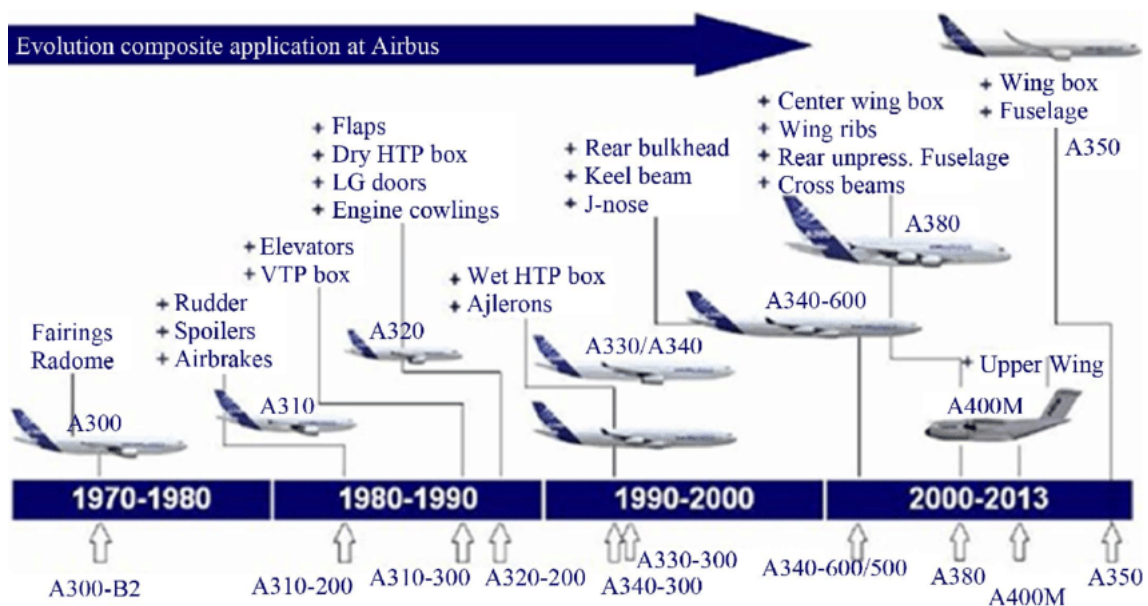 Evolution composite application at Airbus
+ Wing box
+ Fuselage
A350
+ Center wing box
+ Wing ribs
+ Rear unpress. Fuselage
+ Cross beams
A380
+ Flaps
+ Dry HTP box
+ LG doors
+ Engine cowlings
+ Rear bulkhead
+ Keel beam
+ J-nose
+ Elevators
+ VTP box
+ Wet HTP box
+ Ajlerons
A340-600
+ Rudder
+ Spoilers
+ Airbrakes
Fairings
Radome
A320
A330/A340
+ Upper Wing
A300
A310
A400M
1970-1980
1980-1990
1990-2000
2000-2013
A300-B2
A310-200
A310-300
A320-200
A330-300
A340-300
A340-600/500
A380
A400M
A350